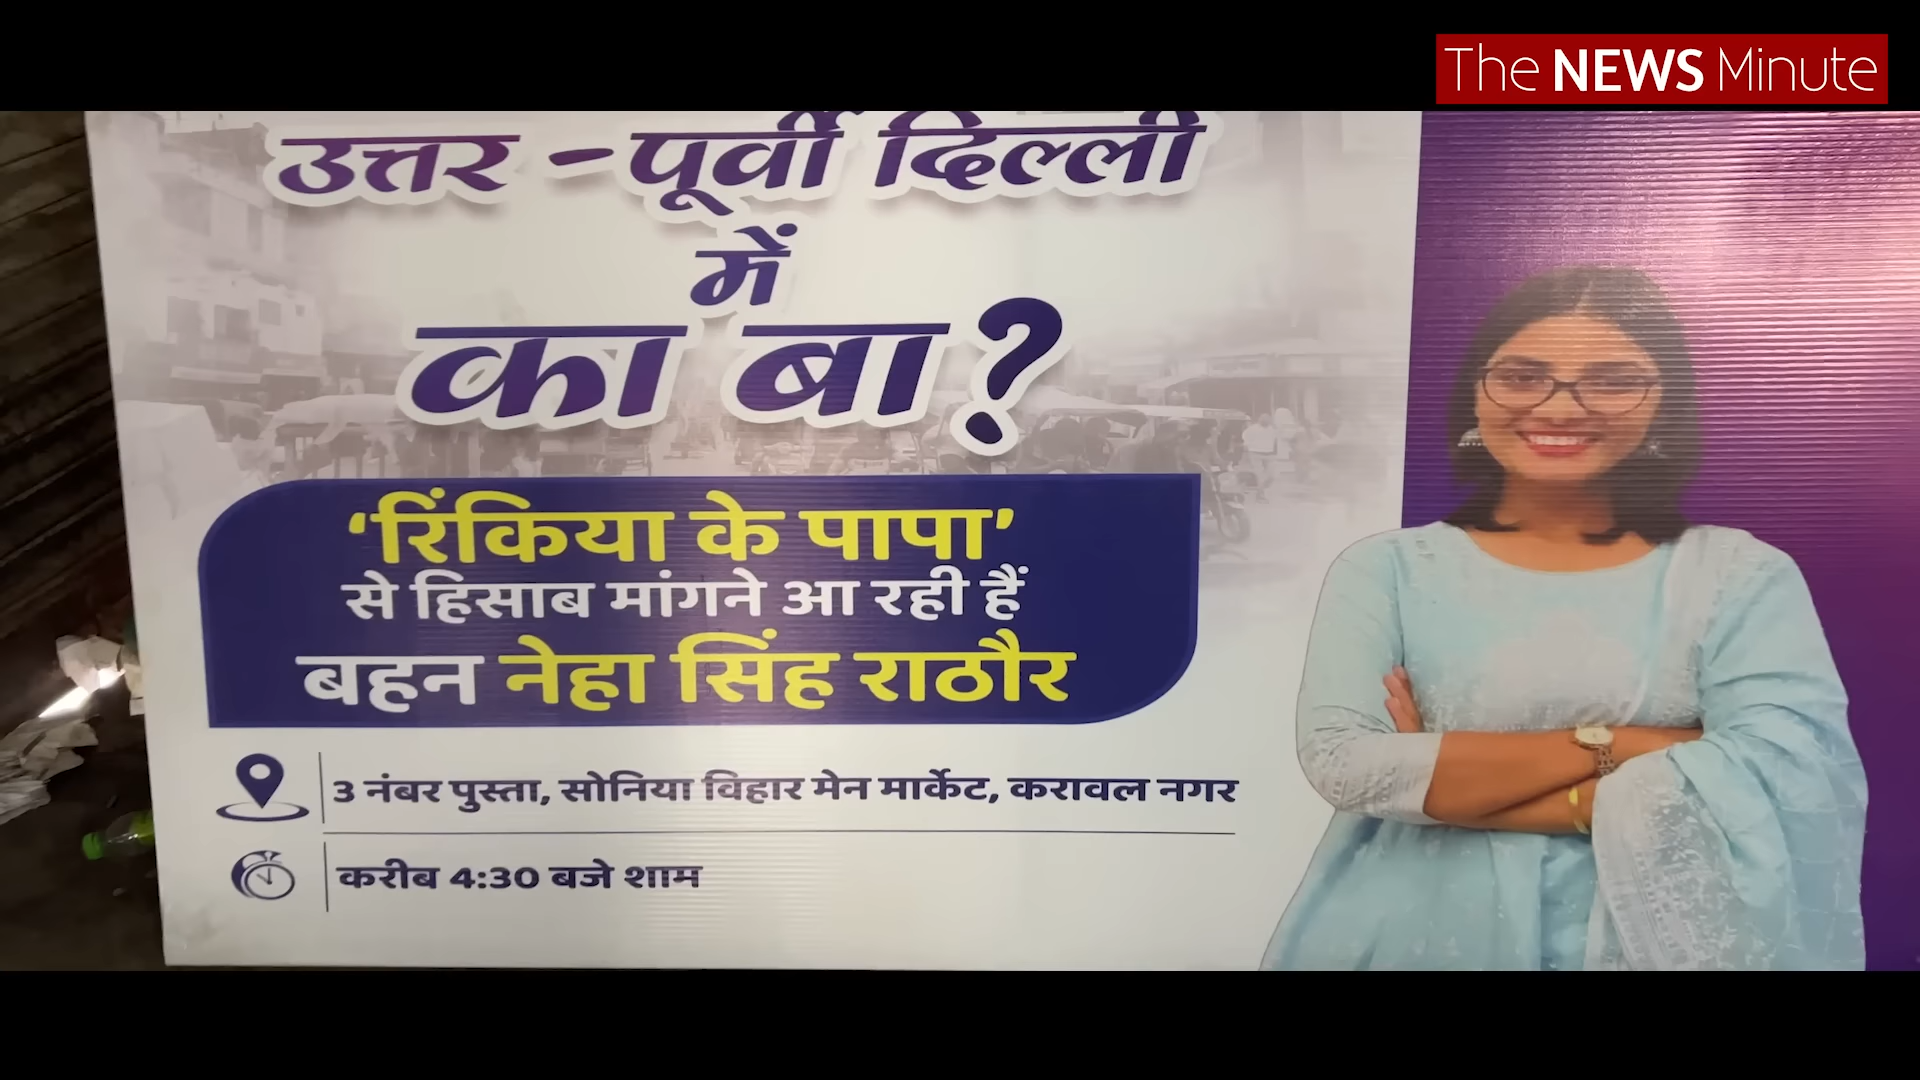 The NEWS Minute
उत्तर - पूर्वी दिल्ली
में
का बा?
‘रिंकिया के पापा’
से हिसाब मांगने आ रही हैं
बहन नेहा सिंह राठौर
3 नंबर पुस्ता, सोनिया विहार मेन मार्केट, करावल नगर
करीब 4:30 बजे शाम